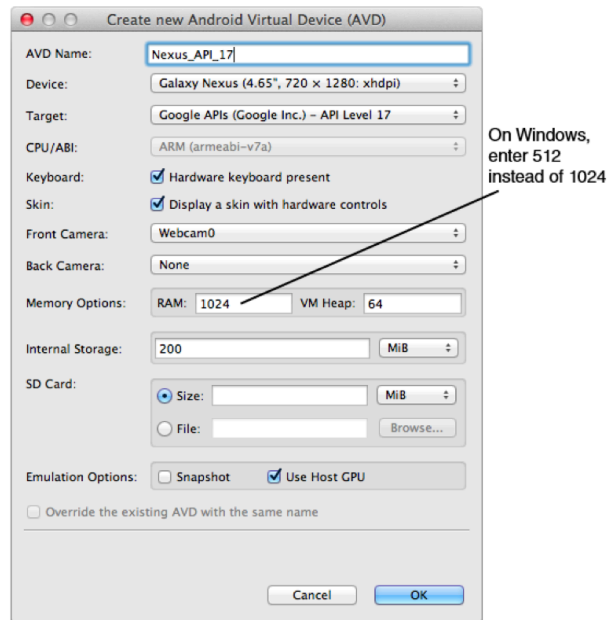 Create new Android Virtual Device (AVD)
AVD Name: Nexus_API_17
Device: Galaxy Nexus (4.65", 720 × 1280: xhdpi)
Target: Google APIs (Google Inc.) – API Level 17
CPU/ABI: ARM (armeabi-v7a)
Keyboard: Hardware keyboard present
Skin: Display a skin with hardware controls
Front Camera: Webcam0
Back Camera: None
Memory Options: RAM: 1024 VM Heap: 64
Internal Storage: 200 MiB
SD Card:
Size: MiB
File: Browse...
Emulation Options: Snapshot Use Host GPU
Override the existing AVD with the same name
Cancel OK
On Windows,
enter 512
instead of 1024